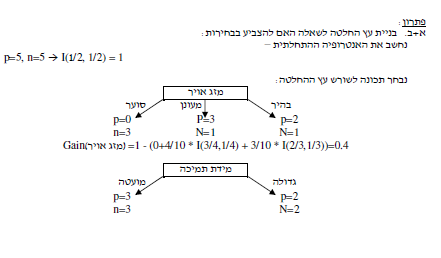 פתרון:
א+ב. בניית עץ החלטה לשאלה האם להצביע בבחירות:
נחשב את האנטרופיה ההתחלתית –
p=5, n=5 → I(1/2, 1/2) = 1
נבחר תכונה לשורש עץ ההחלטה:
מזג אויר
בהיר מעונן סוער
p=2 P=3 p=0
N=1 N=1 n=3
Gain(מזג אויר) =1 - (0+4/10 * I(3/4,1/4) + 3/10 * I(2/3,1/3))=0.4
מידת תמיכה
גדולה מועטה
p=2 p=3
N=2 n=3